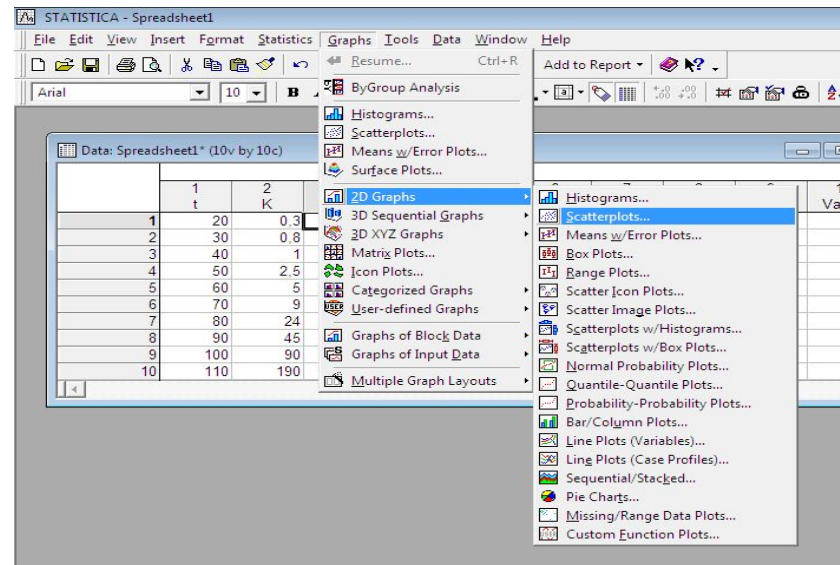 STATISTICA - Spreadsheet1
File Edit View Insert Format Statistics Graphs Tools Data Window Help
Add to Report
Arial 10 B
Resume... Ctrl+R
ByGroup Analysis
Histograms...
Scatterplots...
Means w/Error Plots...
Surface Plots...
2D Graphs
3D Sequential Graphs
3D XYZ Graphs
Matrix Plots...
Icon Plots...
Categorized Graphs
User-defined Graphs
Graphs of Block Data
Graphs of Input Data
Multiple Graph Layouts
Histograms...
Scatterplots...
Means w/Error Plots...
Box Plots...
Range Plots...
Scatter Icon Plots...
Scatter Image Plots...
Scatterplots w/Histograms...
Scatterplots w/Box Plots...
Normal Probability Plots...
Quantile-Quantile Plots...
Probability-Probability Plots...
Bar/Column Plots...
Line Plots (Variables)...
Line Plots (Case Profiles)...
Sequential/Stacked...
Pie Charts...
Missing/Range Data Plots...
Custom Function Plots...
Data: Spreadsheet1* (10v by 10c)
1 2
t K
1 20 0,3
2 30 0,8
3 40 1
4 50 2,5
5 60 5
6 70 9
7 80 24
8 90 45
9 100 90
10 110 190